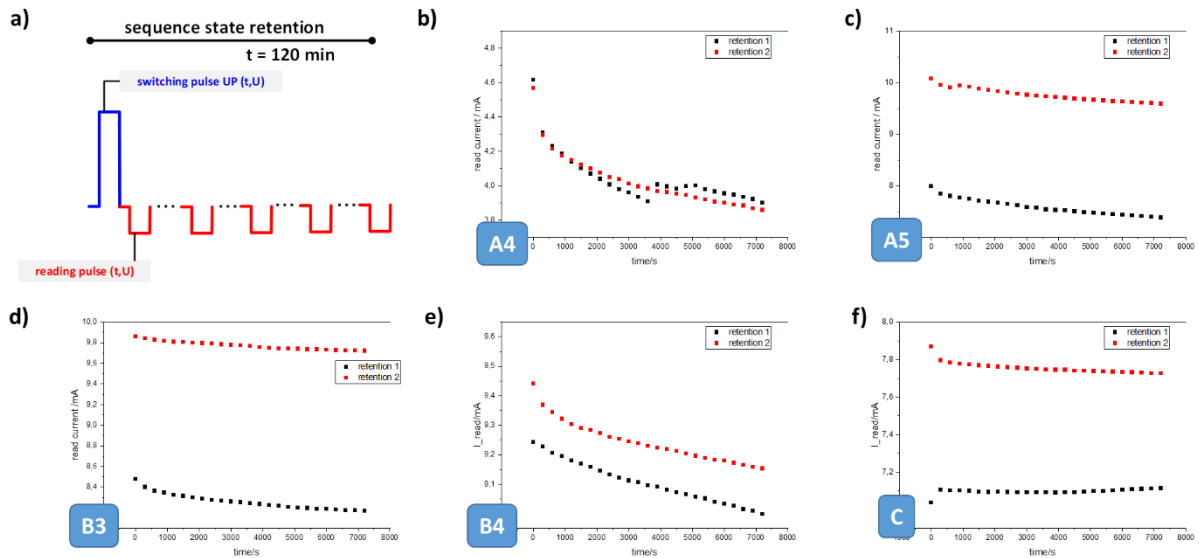 a)
sequence state retention
t = 120 min
switching pulse UP (t,U)
reading pulse (t,U)
b)
retention 1
retention 2
read current / mA
4,8
4,6
4,4
4,2
4,0
3,8
0
1000
2000
3000
4000
5000
6000
7000
8000
time/s
A4
c)
retention 1
retention 2
read current / mA
11
10
9
8
0
1000
2000
3000
4000
5000
6000
7000
8000
time/s
A5
d)
retention 1
retention 2
read current /mA
10,0
9,8
9,6
9,4
9,2
9,0
8,8
8,6
8,4
0
1000
2000
3000
4000
5000
6000
7000
8000
time/s
B3
e)
retention 1
retention 2
I_read/mA
9,6
9,5
9,4
9,3
9,2
9,1
0
1000
2000
3000
4000
5000
6000
7000
8000
time/s
B4
f)
retention 1
retention 2
I_read/mA
8,0
7,8
7,6
7,4
7,2
0
1000
2000
3000
4000
5000
6000
7000
8000
time/s
C